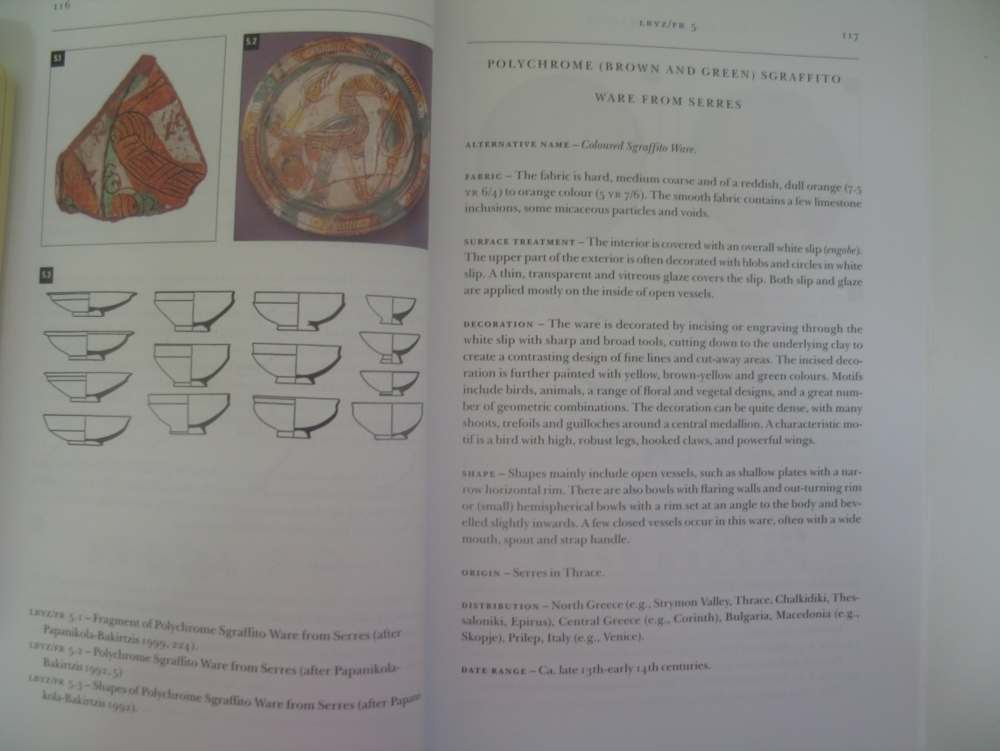 116
5.1
5.2
5.3
LBYZ/FR 5.1 – Fragment of Polychrome Sgraffito Ware from Serres (after
Papanikola-Bakirtzis 1999, 224).
LBYZ/FR 5.2 – Polychrome Sgraffito Ware from Serres (after Papanikola-
Bakirtzis 1992, 5)
LBYZ/FR 5.3 – Shapes of Polychrome Sgraffito Ware from Serres (after Papani-
kola-Bakirtzis 1992).
LBYZ/FR 5
117
POLYCHROME (BROWN AND GREEN) SGRAFFITO
WARE FROM SERRES
ALTERNATIVE NAME – Coloured Sgraffito Ware.
FABRIC – The fabric is hard, medium coarse and of a reddish, dull orange (7.5
YR 6/4) to orange colour (5 YR 7/6). The smooth fabric contains a few limestone
inclusions, some micaceous particles and voids.
SURFACE TREATMENT – The interior is covered with an overall white slip (engobe).
The upper part of the exterior is often decorated with blobs and circles in white
slip. A thin, transparent and vitreous glaze covers the slip. Both slip and glaze
are applied mostly on the inside of open vessels.
DECORATION – The ware is decorated by incising or engraving through the
white slip with sharp and broad tools, cutting down to the underlying clay to
create a contrasting design of fine lines and cut-away areas. The incised deco-
ration is further painted with yellow, brown-yellow and green colours. Motifs
include birds, animals, a range of floral and vegetal designs, and a great num-
ber of geometric combinations. The decoration can be quite dense, with many
shoots, trefoils and guilloches around a central medallion. A characteristic mo-
tif is a bird with high, robust legs, hooked claws, and powerful wings.
SHAPE – Shapes mainly include open vessels, such as shallow plates with a nar-
row horizontal rim. There are also bowls with flaring walls and out-turning rim
or (small) hemispherical bowls with a rim set at an angle to the body and bev-
elled slightly inwards. A few closed vessels occur in this ware, often with a wide
mouth, spout and strap handle.
ORIGIN – Serres in Thrace.
DISTRIBUTION – North Greece (e.g., Strymon Valley, Thrace, Chalkidiki, Thes-
saloniki, Epirus), Central Greece (e.g., Corinth), Bulgaria, Macedonia (e.g.,
Skopje), Prilep, Italy (e.g., Venice).
DATE RANGE – Ca. late 13th-early 14th centuries.